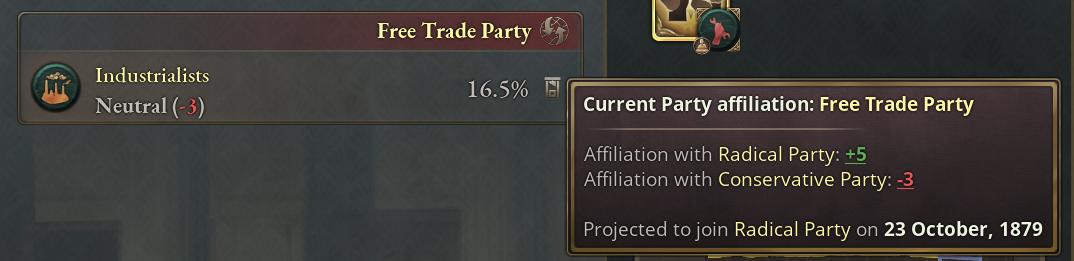 Free Trade Party
Industrialists
Neutral (-3)
16.5%
Current Party affiliation: Free Trade Party
Affiliation with Radical Party: +5
Affiliation with Conservative Party: -3
Projected to join Radical Party on 23 October, 1879